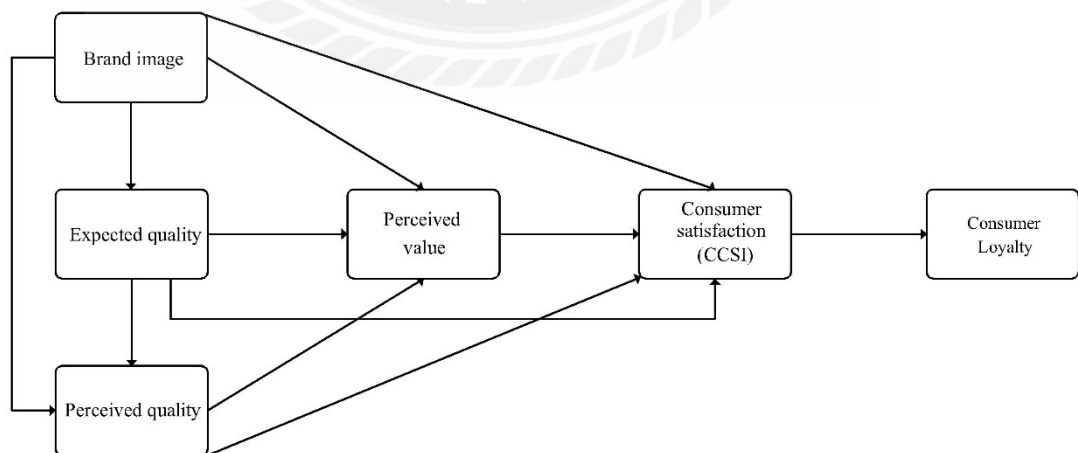 Brand image
Expected quality
Perceived
value
Consumer
satisfaction
(CCSI)
Consumer
Loyalty
Perceived quality